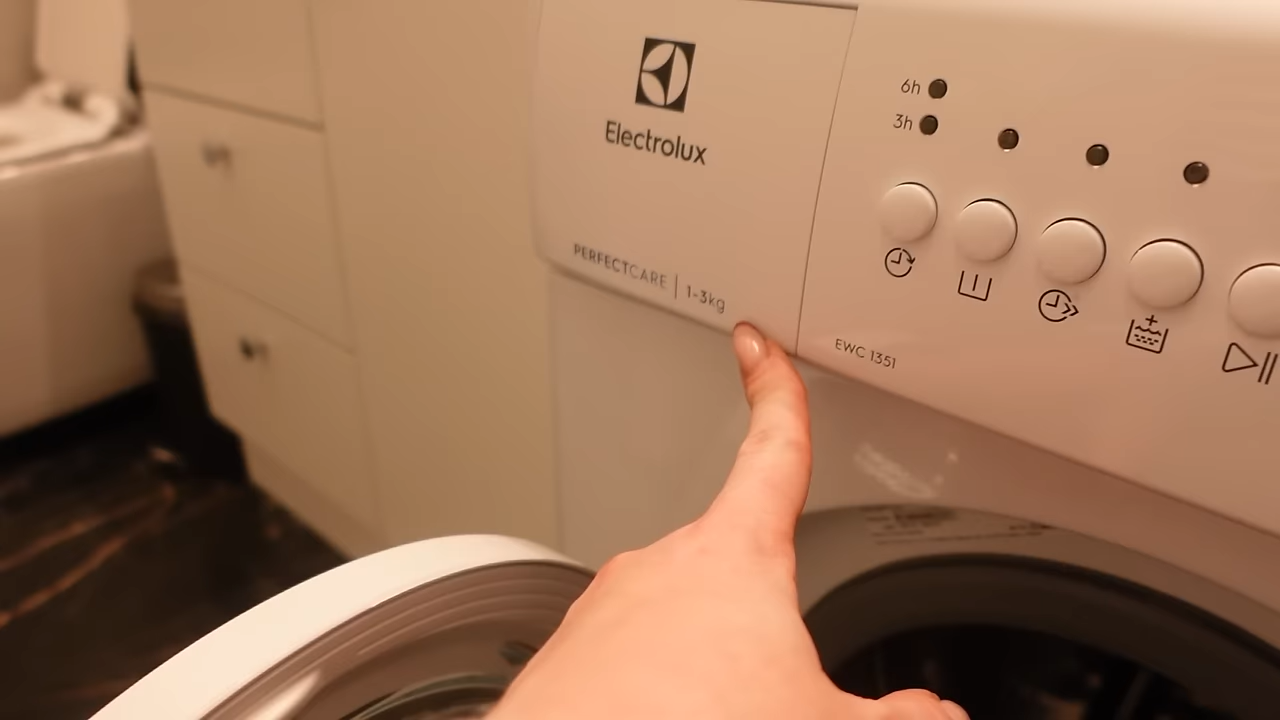 Electrolux
PERFECTCARE | 1-3kg
6h
3h
EWC 1351